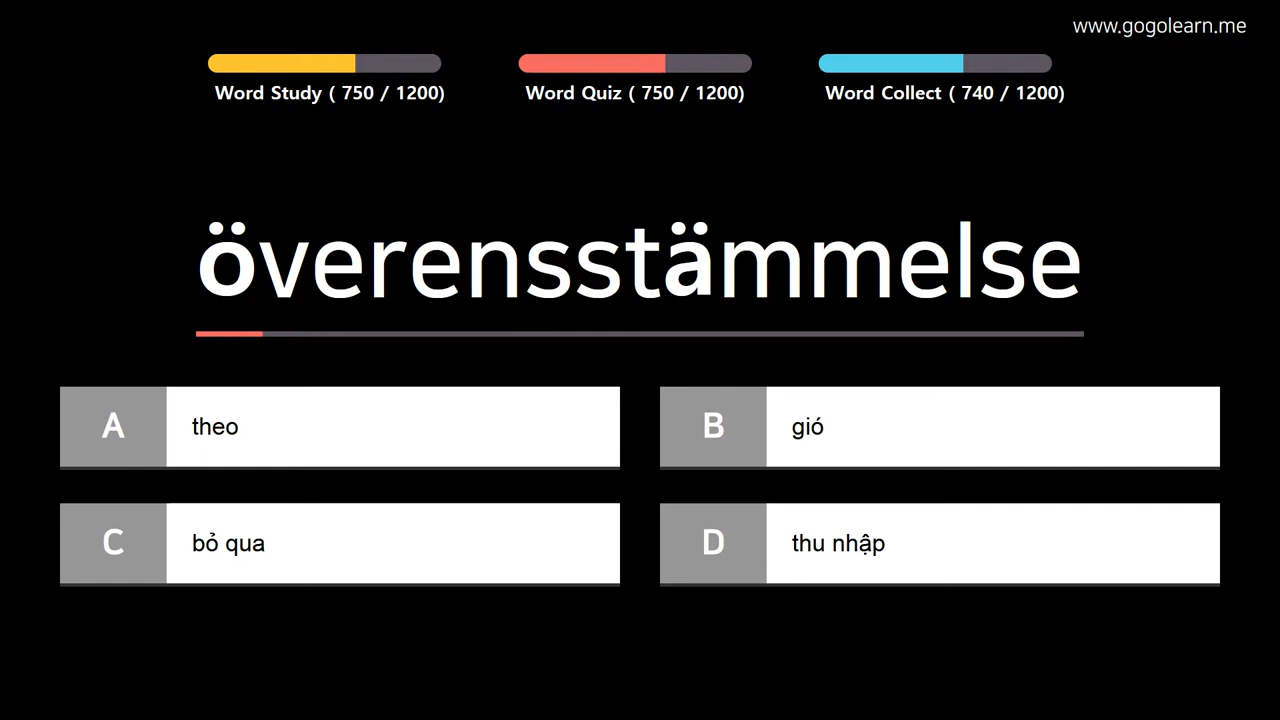 www.gogolearn.me
Word Study ( 750 / 1200)
Word Quiz ( 750 / 1200)
Word Collect ( 740 / 1200)
överensstämmelse
A theo
B gió
C bỏ qua
D thu nhập